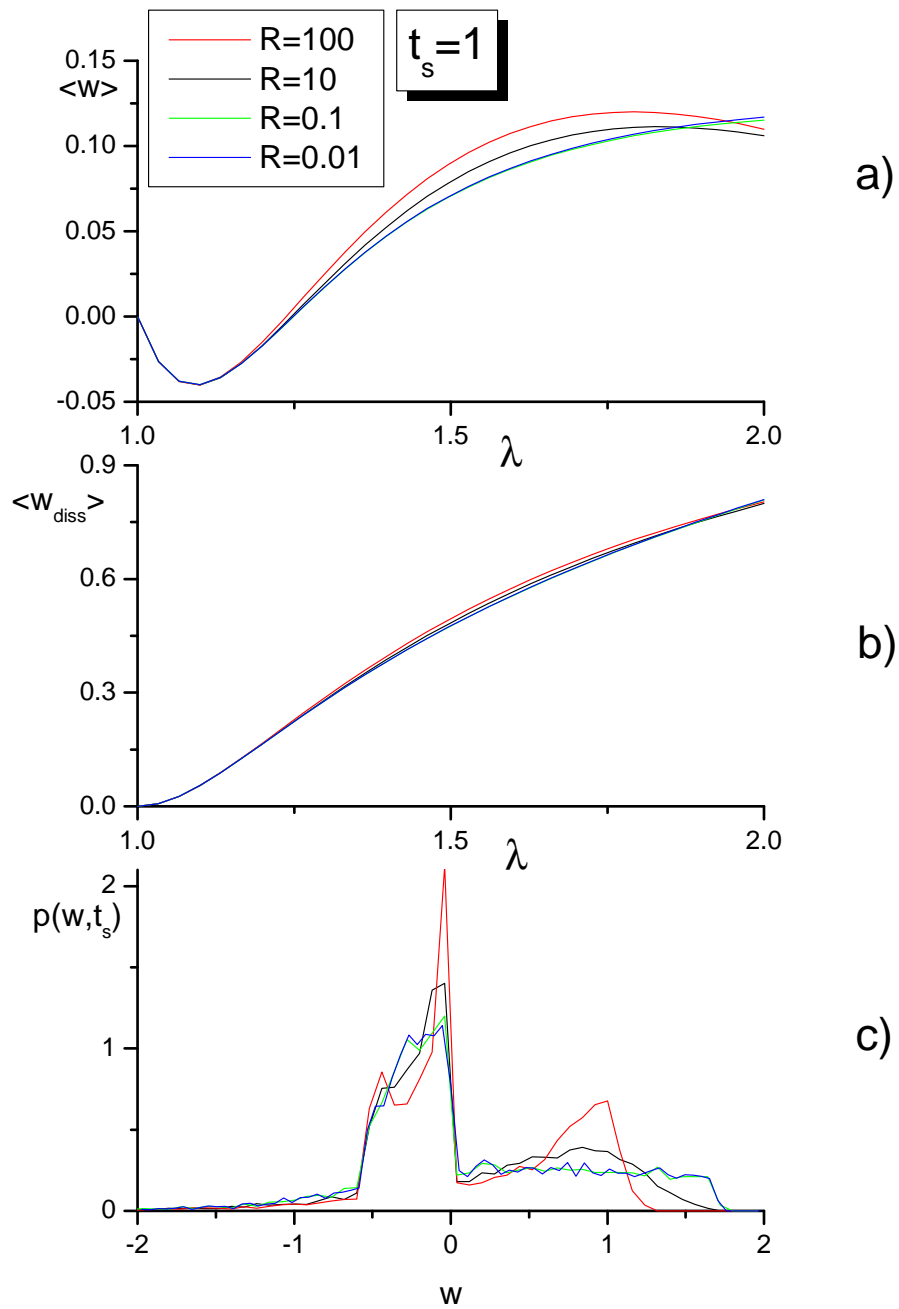 R=100
R=10
R=0.1
R=0.01
t_s=1
<w>
0.15
0.10
0.05
0.00
-0.05
1.0 1.5 2.0
λ
a)
<w_diss>
0.9
0.6
0.3
0.0
1.0 1.5 2.0
λ
b)
p(w,t_s)
2
1
0
-2 -1 0 1 2
w
c)